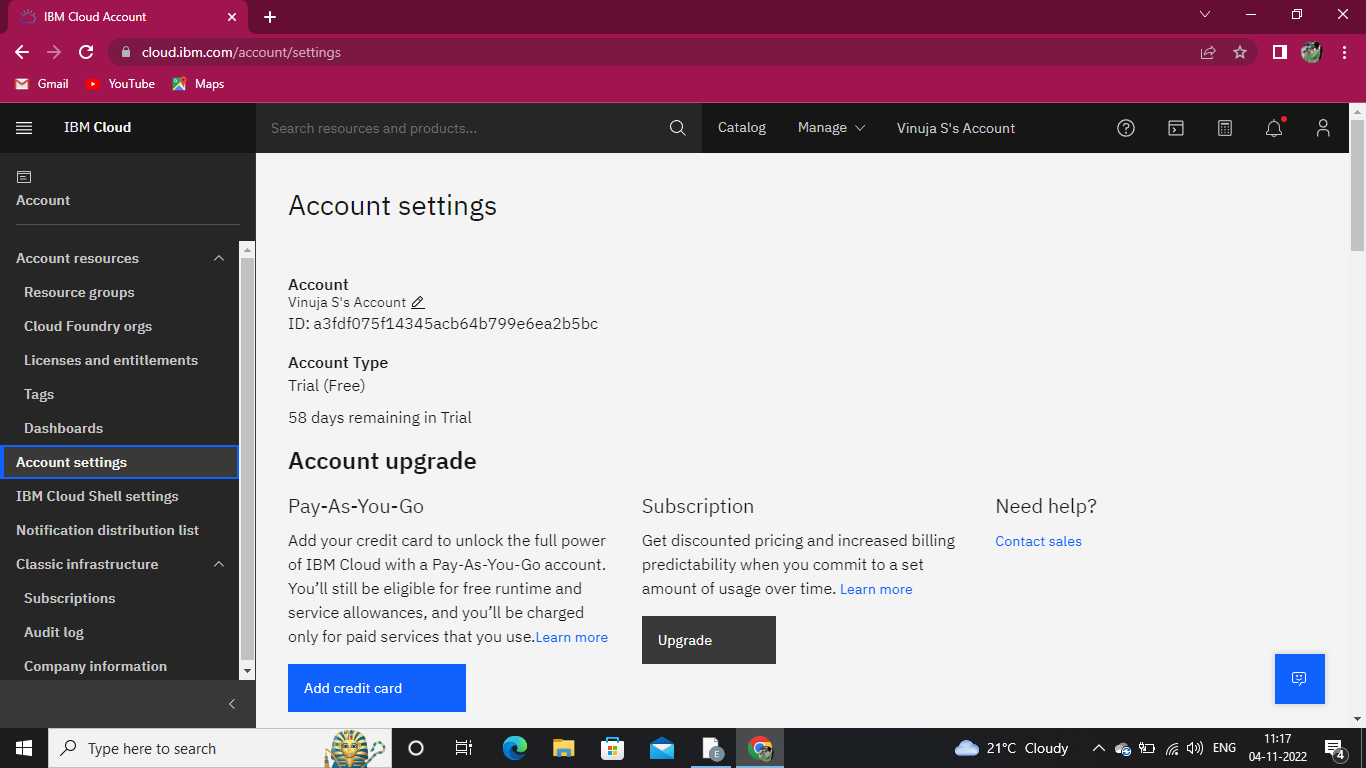 IBM Cloud Account
cloud.ibm.com/account/settings
Gmail
YouTube
Maps
IBM Cloud
Search resources and products...
Catalog
Manage
Vinuja S's Account
Account
Account resources
Resource groups
Cloud Foundry orgs
Licenses and entitlements
Tags
Dashboards
Account settings
IBM Cloud Shell settings
Notification distribution list
Classic infrastructure
Subscriptions
Audit log
Company information
Account settings
Account
Vinuja S's Account
ID: a3fdf075f14345acb64b799e6ea2b5bc
Account Type
Trial (Free)
58 days remaining in Trial
Account upgrade
Pay-As-You-Go
Add your credit card to unlock the full power
of IBM Cloud with a Pay-As-You-Go account.
You’ll still be eligible for free runtime and
service allowances, and you’ll be charged
only for paid services that you use.Learn more
Add credit card
Subscription
Get discounted pricing and increased billing
predictability when you commit to a set
amount of usage over time. Learn more
Upgrade
Need help?
Contact sales
Type here to search
E
21°C Cloudy
ENG
11:17
04-11-2022
4